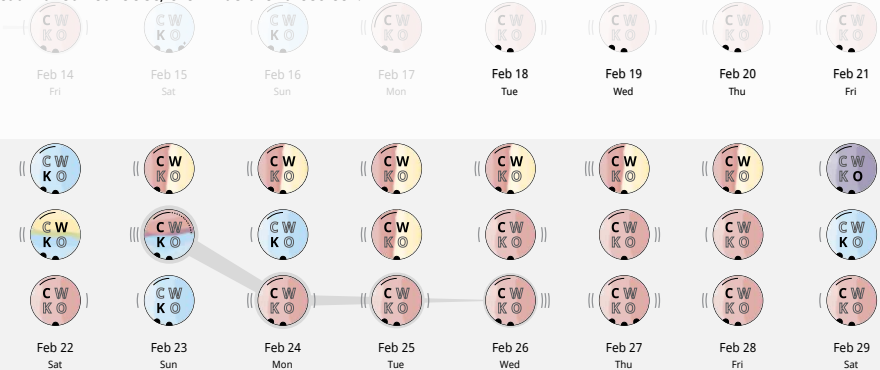 C W C W C W C W C W C W C W C W
K O K O K O K O K O K O K O K O
Feb 14 Feb 15 Feb 16 Feb 17 Feb 18 Feb 19 Feb 20 Feb 21
Fri Sat Sun Mon Tue Wed Thu Fri
C W C W C W C W C W C W C W C W
K O K O K O K O K O K O K O K O
C W C W C W C W C W C W C W C W
K O K O K O K O K O K O K O K O
C W C W C W C W C W C W C W C W
K O K O K O K O K O K O K O K O
Feb 22 Feb 23 Feb 24 Feb 25 Feb 26 Feb 27 Feb 28 Feb 29
Sat Sun Mon Tue Wed Thu Fri Sat